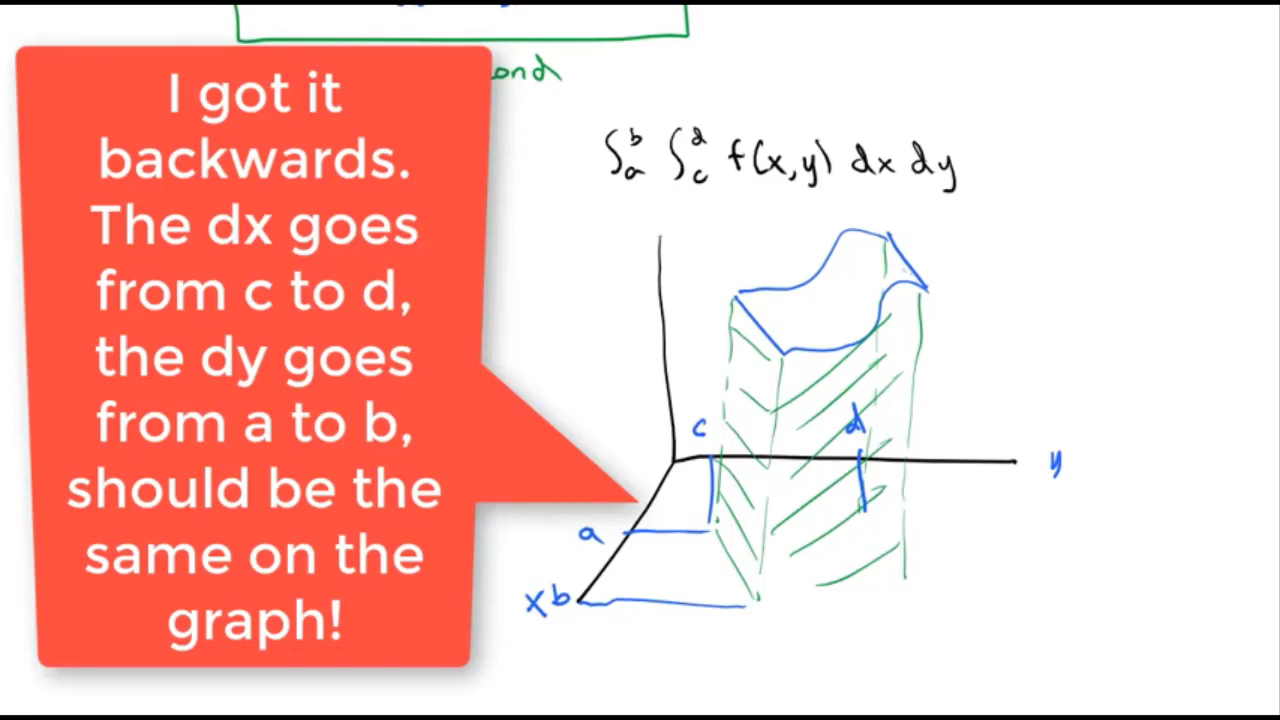 I got it
backwards.
The dx goes
from c to d,
the dy goes
from a to b,
should be the
same on the
graph!
ond
∫ₐᵇ ∫꜀ᵈ f(x,y) dx dy
c
d
y
a
x b